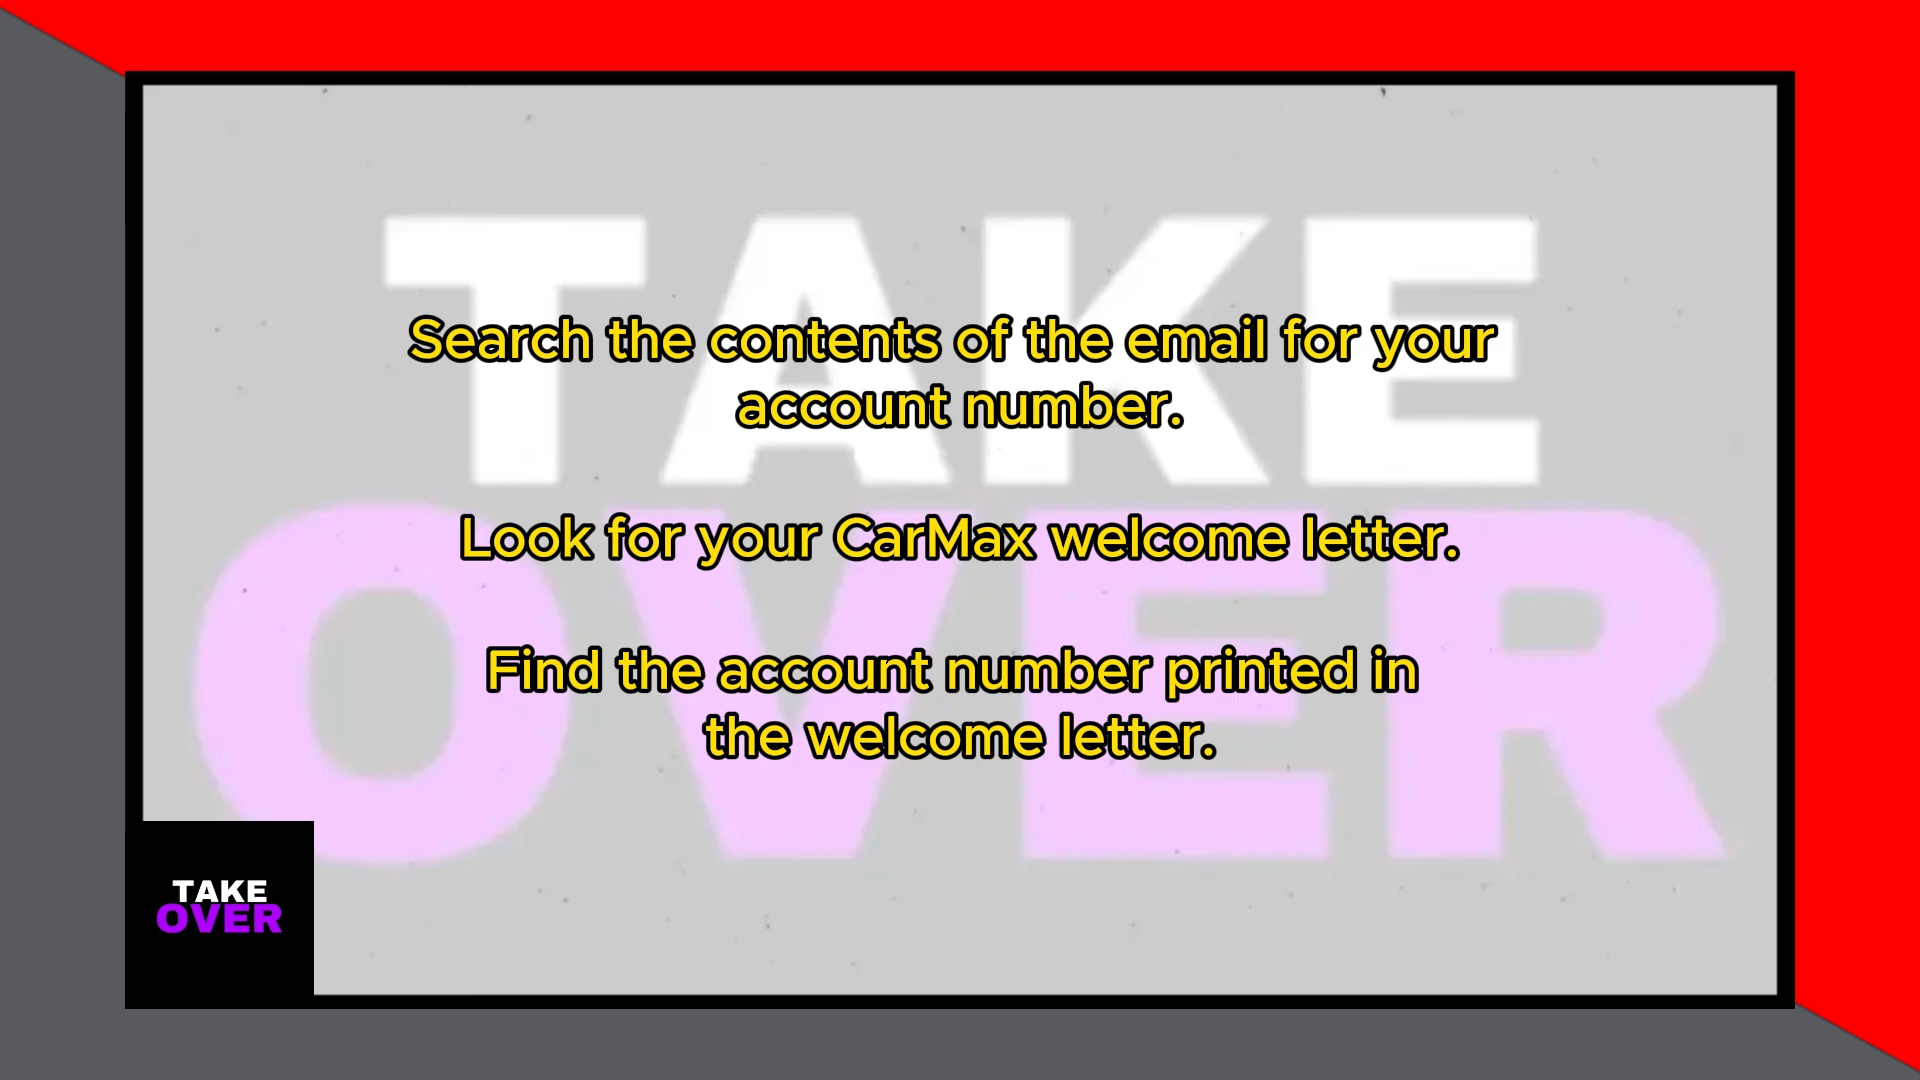 TAKE
OVER
Search the contents of the email for your
account number.
Look for your CarMax welcome letter.
Find the account number printed in
the welcome letter.
TAKE
OVER